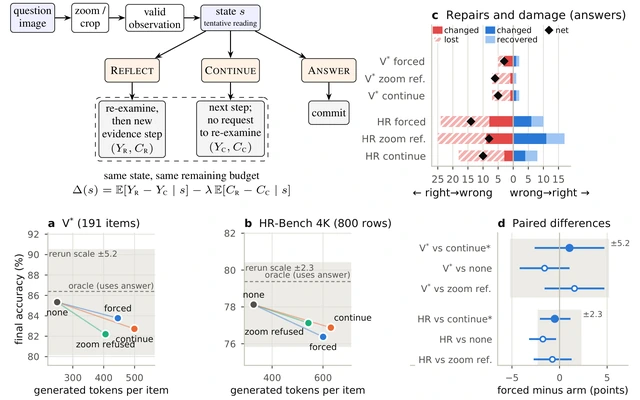 question
image
zoom /
crop
valid
observation
state s
tentative reading
REFLECT
CONTINUE
ANSWER
re-examine,
then new
evidence step
(Y_R, C_R)
next step;
no request
to re-examine
(Y_C, C_C)
commit
same state, same remaining budget
Δ(s) = 𝔼[Y_R − Y_C | s] − λ 𝔼[C_R − C_C | s]
c Repairs and damage (answers)
changed changed net
lost recovered
V* forced
V* zoom ref.
V* continue
HR forced
HR zoom ref.
HR continue
25 20 15 10 5 0 5 10 15
← right→wrong wrong→right →
a V* (191 items)
final accuracy (%)
92
90
88
86
84
82
80
rerun scale ±5.2
oracle (uses answer)
none
forced
continue
zoom refused
300 400 500
generated tokens per item
b HR-Bench 4K (800 rows)
80
78
76
rerun scale ±2.3
oracle (uses answer)
none
zoom refused
continue
forced
400 600
generated tokens per item
d Paired differences
V* vs continue*
V* vs none
V* vs zoom ref.
HR vs continue*
HR vs none
HR vs zoom ref.
±5.2
±2.3
−5 0 5
forced minus arm (points)